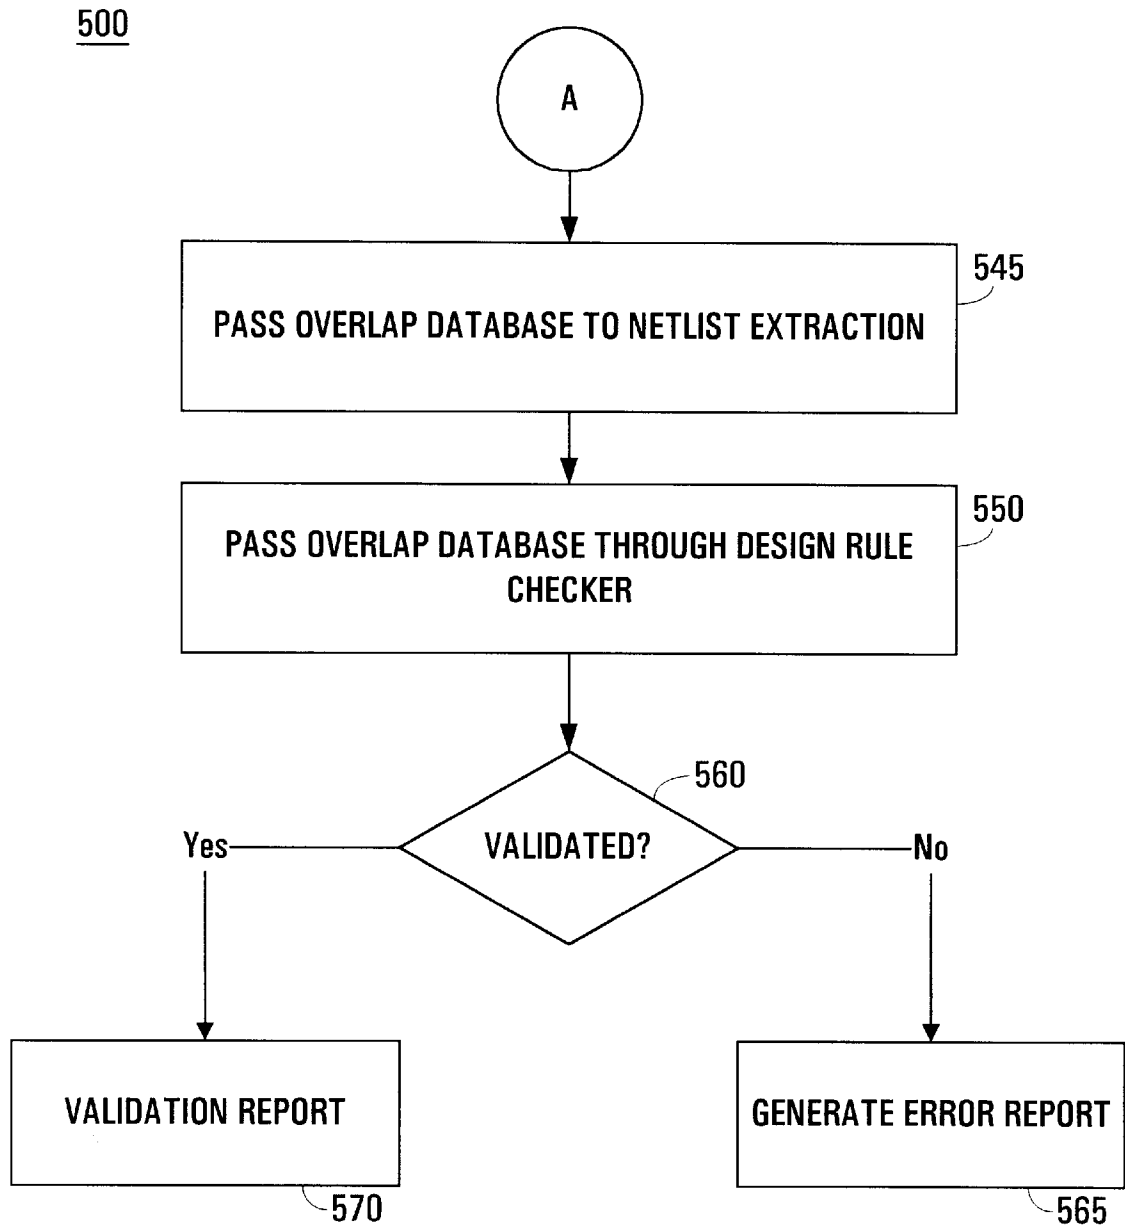 500
A
545
PASS OVERLAP DATABASE TO NETLIST EXTRACTION
550
PASS OVERLAP DATABASE THROUGH DESIGN RULE
CHECKER
560
Yes
VALIDATED?
No
VALIDATION REPORT
GENERATE ERROR REPORT
570
565